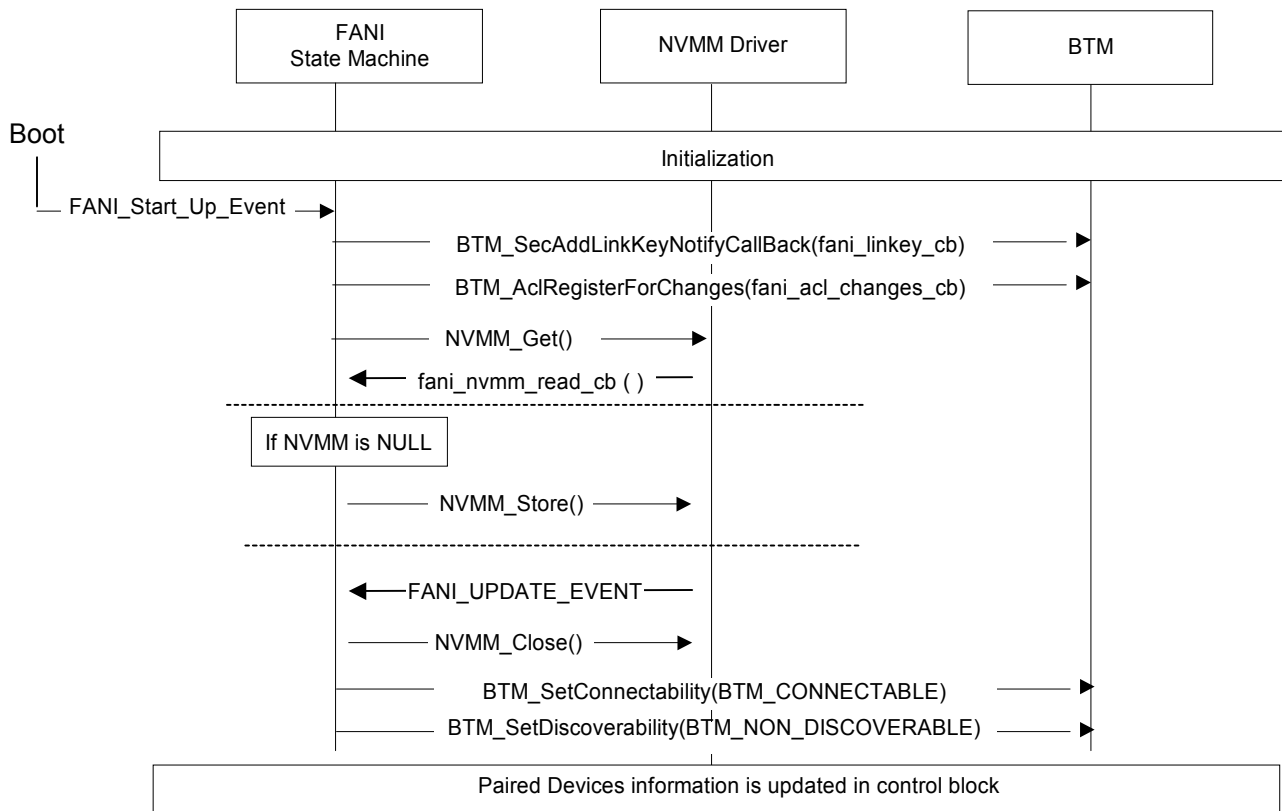 FANI
State Machine
NVMM Driver
BTM
Boot
Initialization
FANI_Start_Up_Event
BTM_SecAddLinkKeyNotifyCallBack(fani_linkey_cb)
BTM_AclRegisterForChanges(fani_acl_changes_cb)
NVMM_Get()
fani_nvmm_read_cb ( )
If NVMM is NULL
NVMM_Store()
FANI_UPDATE_EVENT
NVMM_Close()
BTM_SetConnectability(BTM_CONNECTABLE)
BTM_SetDiscoverability(BTM_NON_DISCOVERABLE)
Paired Devices information is updated in control block